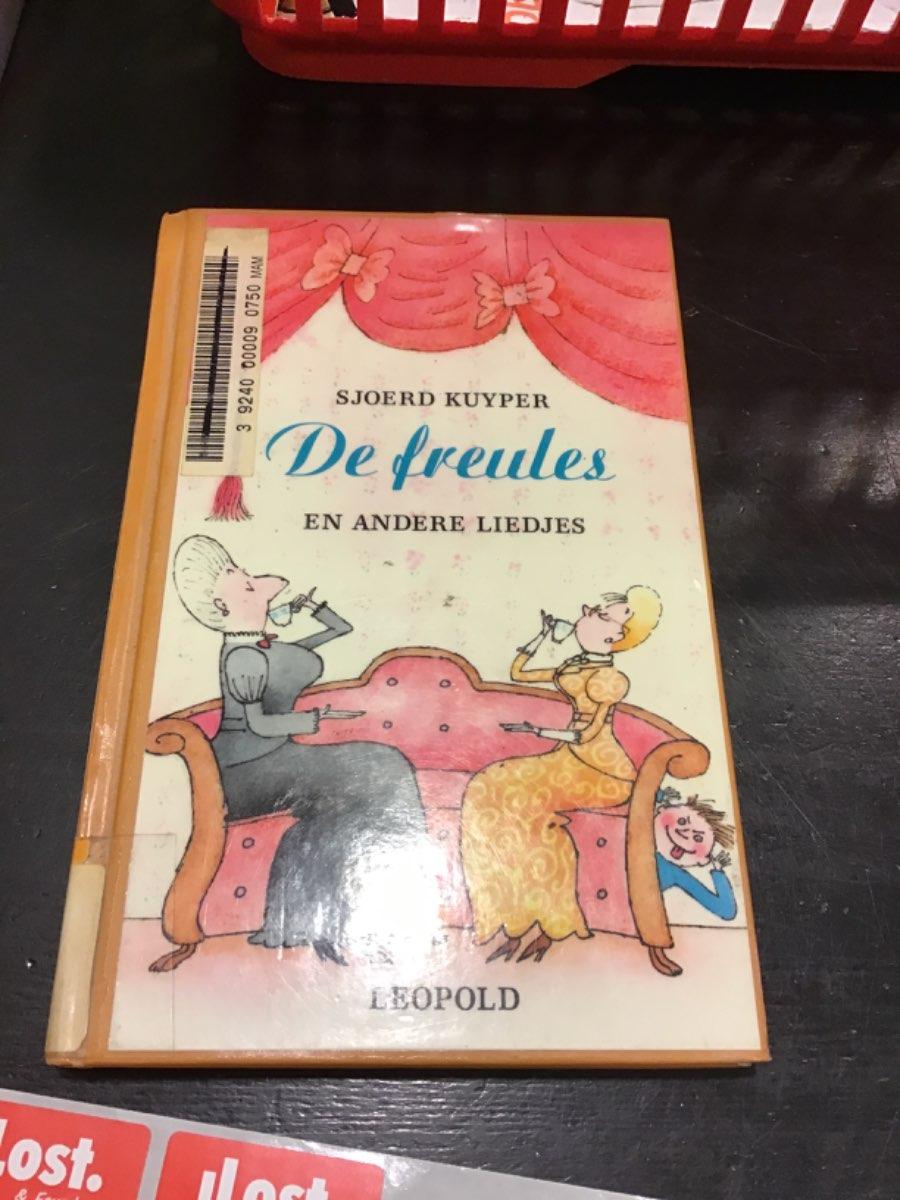 3 9240 00009 0750 MAM
SJOERD KUYPER
De freules
EN ANDERE LIEDJES
LEOPOLD
Lost.
Lost